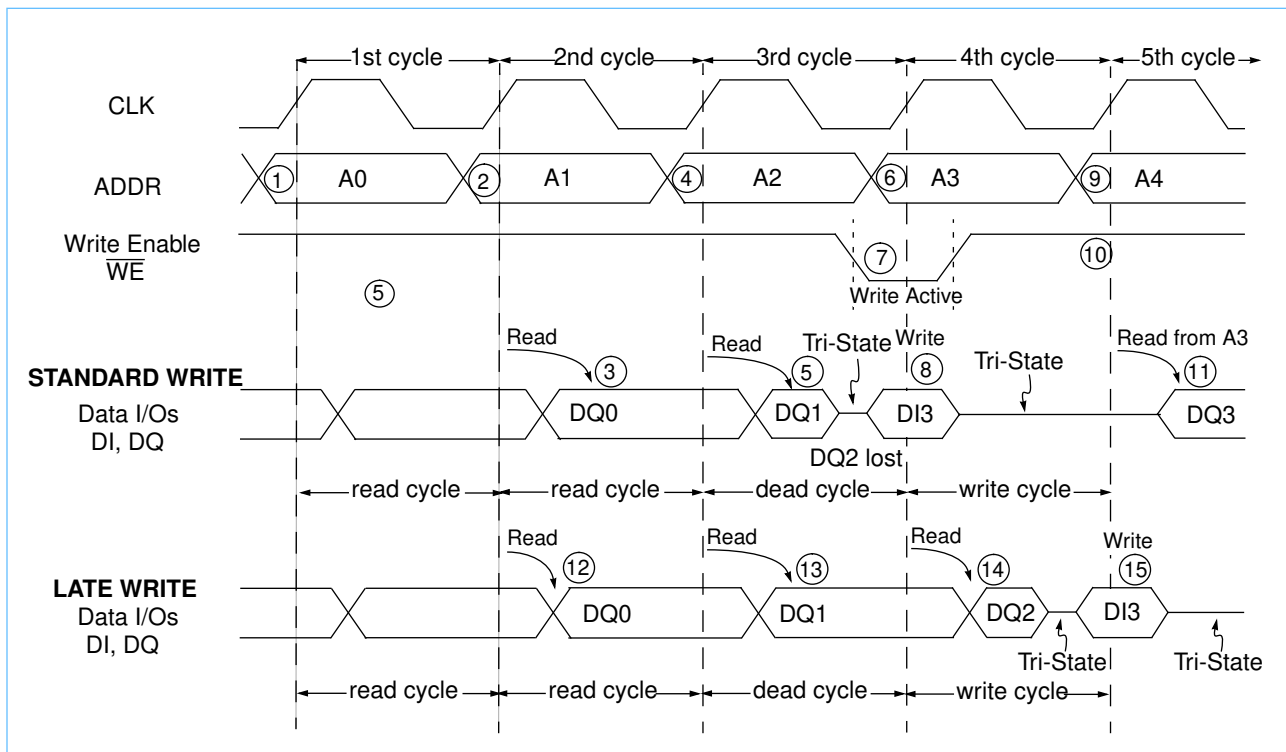 1st cycle 2nd cycle 3rd cycle 4th cycle 5th cycle
CLK
ADDR 1 A0 2 A1 4 A2 6 A3 9 A4
Write Enable
WE
7 10
5 Write Active
Read Read Tri-State Write Tri-State Read from A3
3 5 8 11
STANDARD WRITE
Data I/Os DQ0 DQ1 DI3 DQ3
DI, DQ
DQ2 lost
read cycle read cycle dead cycle write cycle
Read Read Read Write
12 13 14 15
LATE WRITE
Data I/Os DQ0 DQ1 DQ2 DI3
DI, DQ
Tri-State Tri-State
read cycle read cycle dead cycle write cycle